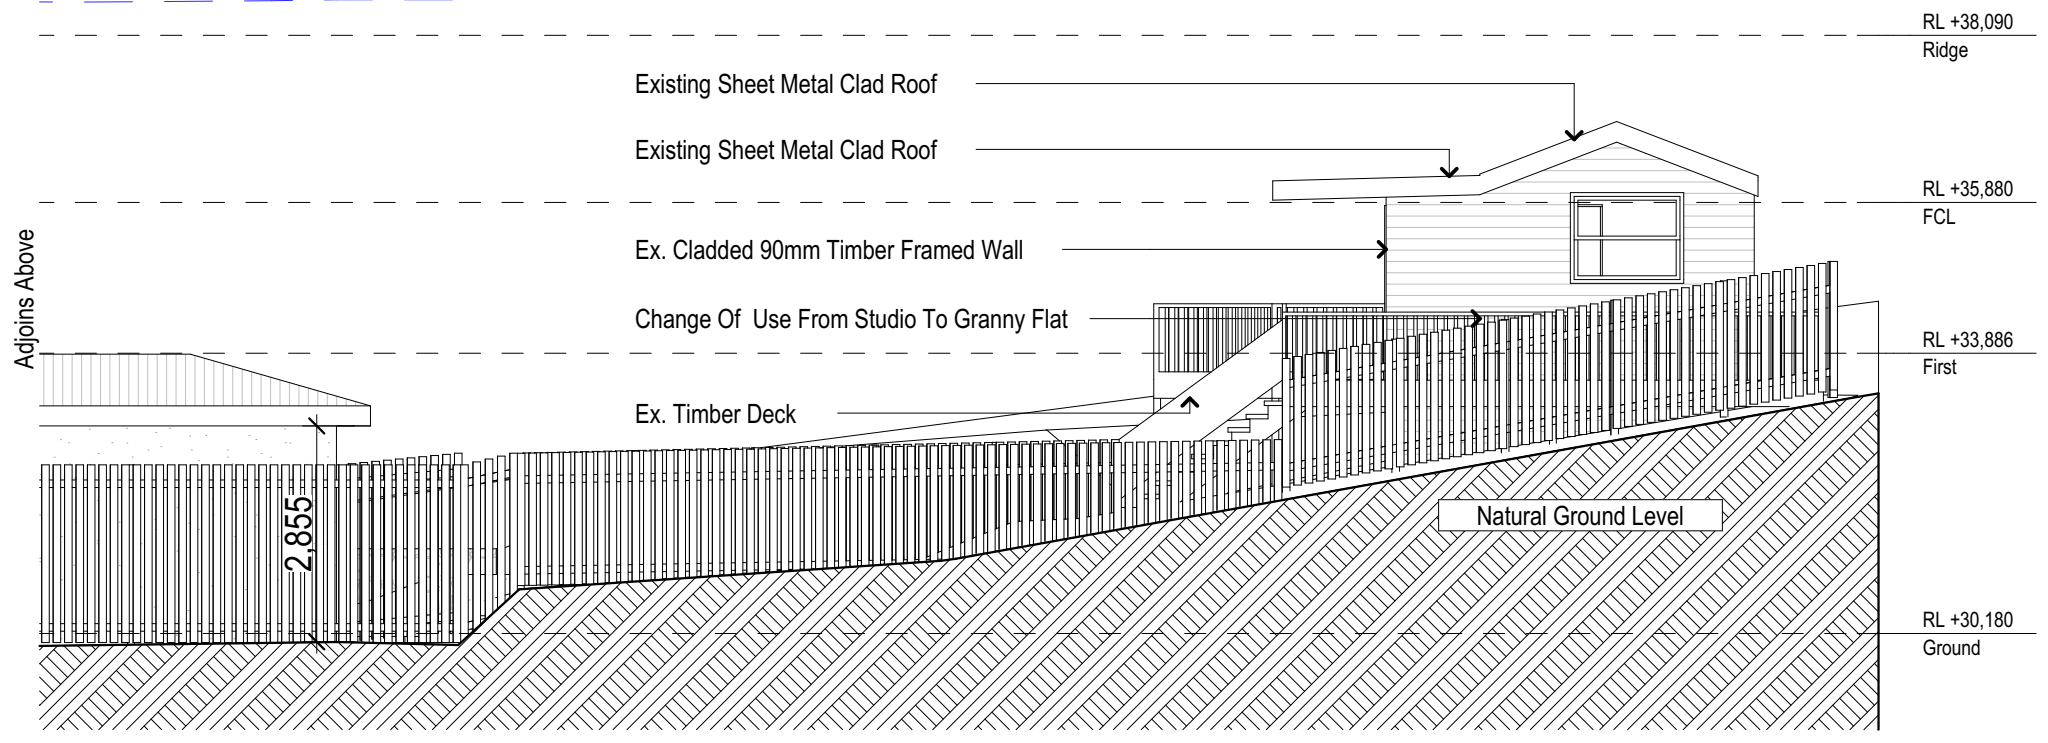 RL +38,090
Ridge
Existing Sheet Metal Clad Roof
Existing Sheet Metal Clad Roof
RL +35,880
FCL
Adjoins Above
Ex. Cladded 90mm Timber Framed Wall
Change Of  Use From Studio To Granny Flat
RL +33,886
First
Ex. Timber Deck
2,855
Natural Ground Level
RL +30,180
Ground